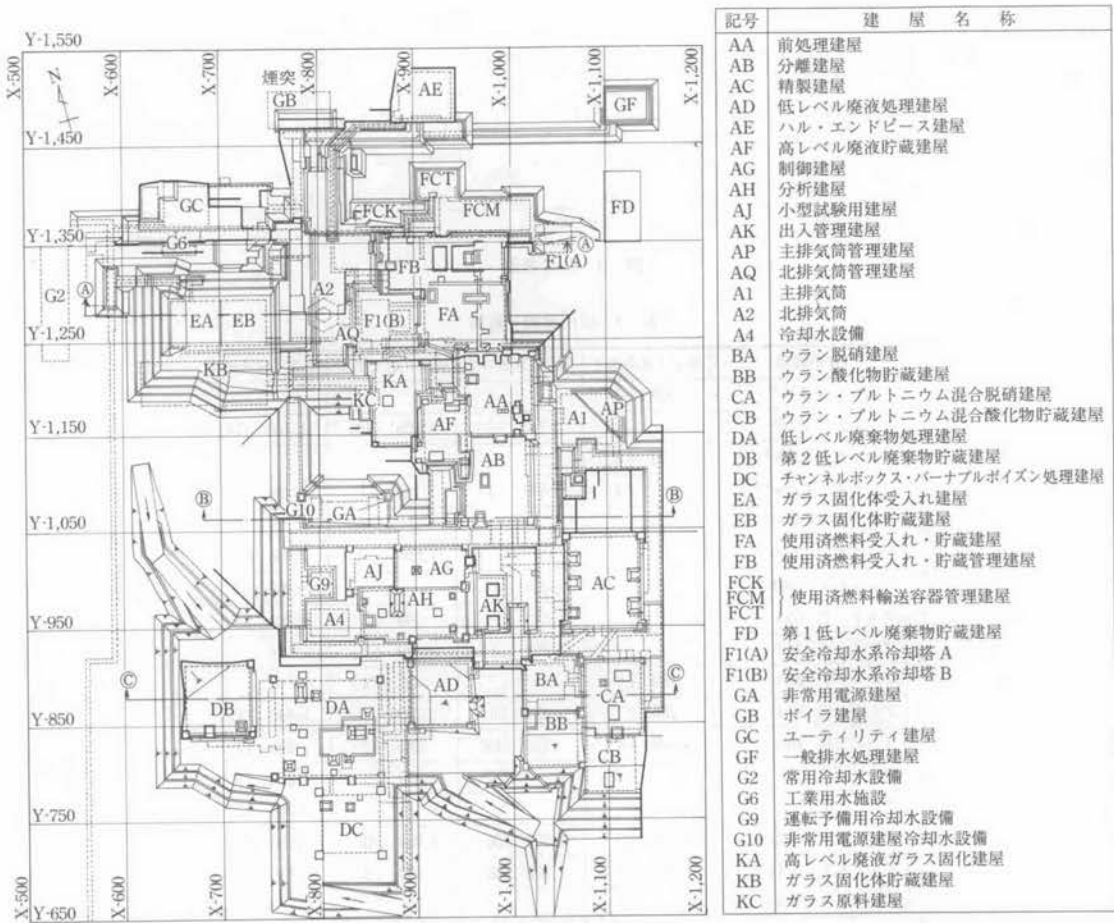 Y-1,550
X-500
X-600
X-700
X-800
X-900
X-1,000
X-1,100
X-1,200
N
煙突
GB
AE
GF
Y-1,450
FCT
GC
FCK
FCM
FD
Y-1,350
G6
FB
F1(A)
Ⓐ
G2
Ⓐ
A2
EA
EB
F1(B)
FA
Y-1,250
AQ
KB
KA
KC
AA
A1
AP
AF
Y-1,150
AB
Ⓑ
Ⓑ
G10
GA
Y-1,050
AJ
AG
AC
G9
AH
AK
A4
Y-950
Ⓒ
Ⓒ
AD
BA
CA
DB
DA
Y-850
BB
CB
Y-750
DC
X-500
X-600
X-700
X-800
X-900
X-1,000
X-1,100
X-1,200
Y-650
記号 建屋名称
AA 前処理建屋
AB 分離建屋
AC 精製建屋
AD 低レベル廃液処理建屋
AE ハル・エンドピース建屋
AF 高レベル廃液貯蔵建屋
AG 制御建屋
AH 分析建屋
AJ 小型試験用建屋
AK 出入管理建屋
AP 主排気筒管理建屋
AQ 北排気筒管理建屋
A1 主排気筒
A2 北排気筒
A4 冷却水設備
BA ウラン脱硝建屋
BB ウラン酸化物貯蔵建屋
CA ウラン・プルトニウム混合脱硝建屋
CB ウラン・プルトニウム混合酸化物貯蔵建屋
DA 低レベル廃棄物処理建屋
DB 第2低レベル廃棄物貯蔵建屋
DC チャンネルボックス・バーナブルポイズン処理建屋
EA ガラス固化体受入れ建屋
EB ガラス固化体貯蔵建屋
FA 使用済燃料受入れ・貯蔵建屋
FB 使用済燃料受入れ・貯蔵管理建屋
FCK
FCM } 使用済燃料輸送容器管理建屋
FCT
FD 第1低レベル廃棄物貯蔵建屋
F1(A) 安全冷却水系冷却塔A
F1(B) 安全冷却水系冷却塔B
GA 非常用電源建屋
GB ボイラ建屋
GC ユーティリティ建屋
GF 一般排水処理建屋
G2 常用冷却水設備
G6 工業用水施設
G9 運転予備用冷却水設備
G10 非常用電源建屋冷却水設備
KA 高レベル廃液ガラス固化建屋
KB ガラス固化体貯蔵建屋
KC ガラス原料建屋